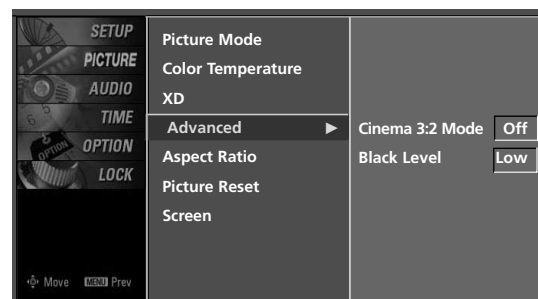 SETUP
PICTURE
AUDIO
TIME
OPTION
LOCK
Move MENU Prev
Picture Mode
Color Temperature
XD
Advanced ▶
Aspect Ratio
Picture Reset
Screen
Cinema 3:2 Mode Off
Black Level Low